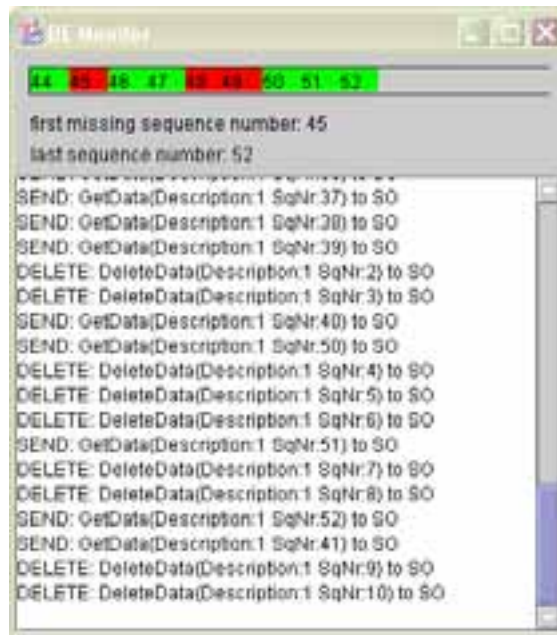 DE Monitor
44 45 46 47 48 49 50 51 52
first missing sequence number: 45
last sequence number: 52
SEND: GetData(Description:1 SqNr:37) to SO
SEND: GetData(Description:1 SqNr:38) to SO
SEND: GetData(Description:1 SqNr:39) to SO
DELETE: DeleteData(Description:1 SqNr:2) to SO
DELETE: DeleteData(Description:1 SqNr:3) to SO
SEND: GetData(Description:1 SqNr:40) to SO
SEND: GetData(Description:1 SqNr:50) to SO
DELETE: DeleteData(Description:1 SqNr:4) to SO
DELETE: DeleteData(Description:1 SqNr:5) to SO
DELETE: DeleteData(Description:1 SqNr:6) to SO
SEND: GetData(Description:1 SqNr:51) to SO
DELETE: DeleteData(Description:1 SqNr:7) to SO
DELETE: DeleteData(Description:1 SqNr:8) to SO
SEND: GetData(Description:1 SqNr:52) to SO
SEND: GetData(Description:1 SqNr:41) to SO
DELETE: DeleteData(Description:1 SqNr:9) to SO
DELETE: DeleteData(Description:1 SqNr:10) to SO